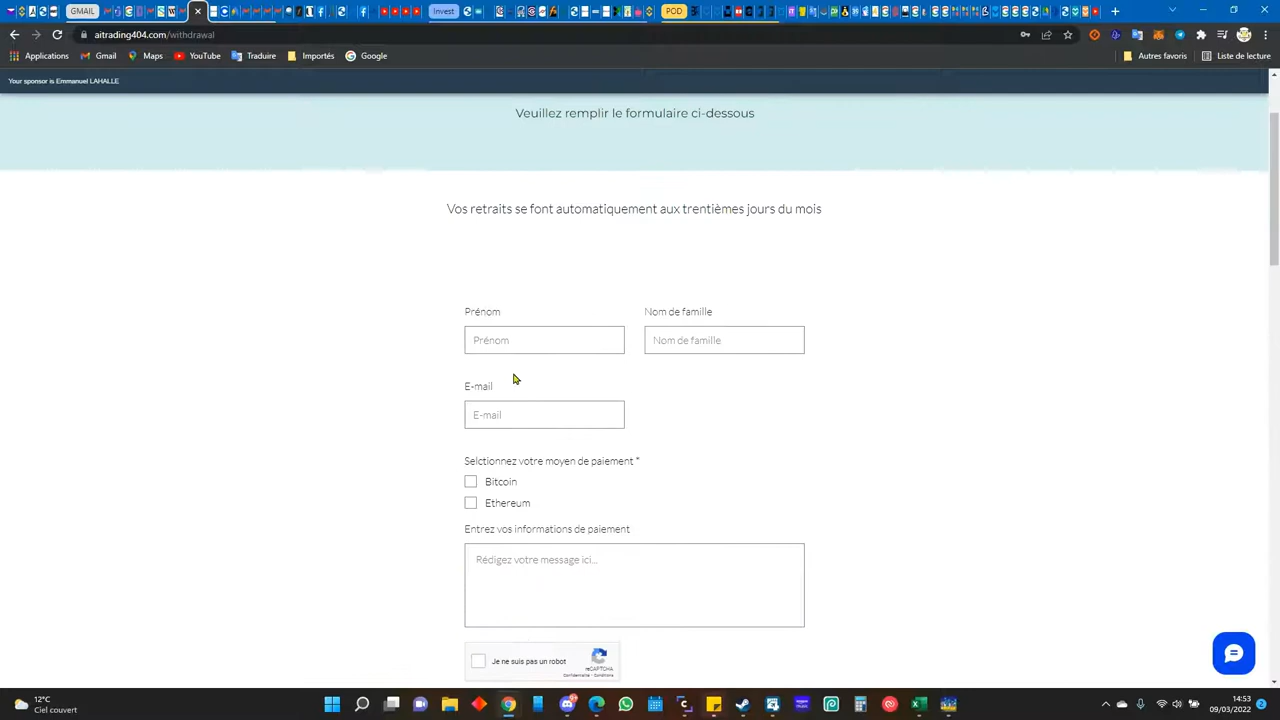 GMAIL
Invest
POD
aitrading404.com/withdrawal
Applications
Gmail
Maps
YouTube
Traduire
Importés
Google
Autres favoris
Liste de lecture
Your sponsor is Emmanuel LAHALLE
Veuillez remplir le formulaire ci-dessous
Vos retraits se font automatiquement aux trentièmes jours du mois
Prénom
Nom de famille
Prénom
Nom de famille
E-mail
E-mail
Selctionnez votre moyen de paiement *
Bitcoin
Ethereum
Entrez vos informations de paiement
Rédigez votre message ici...
Je ne suis pas un robot
reCAPTCHA
Confidentialité - Conditions
12°C
Ciel couvert
14:53
09/03/2022